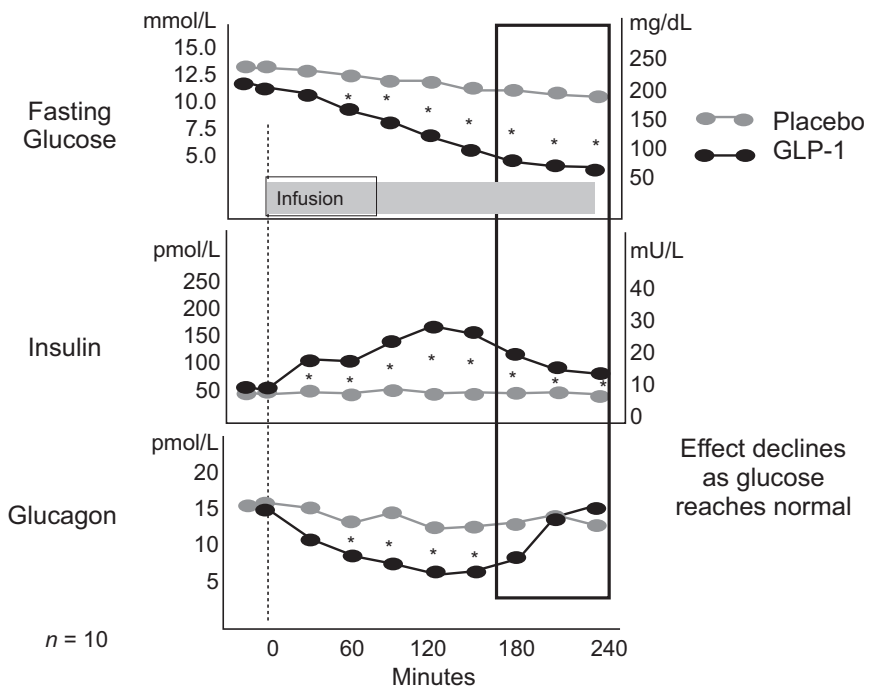 mmol/L
15.0
12.5
10.0
7.5
5.0
Fasting
Glucose
mg/dL
250
200
150
100
50
* * * * * * *
Infusion
Placebo
GLP-1
pmol/L
250
200
150
100
50
Insulin
mU/L
40
30
20
10
0
* * * * * * * *
pmol/L
20
15
10
5
Glucagon
* * * * *
Effect declines
as glucose
reaches normal
n = 10
0 60 120 180 240
Minutes